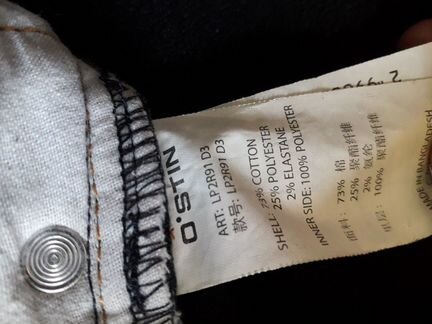 O'STIN
ART: LP2R91 D3
款号: LP2R91 D3
73% COTTON
SHELL: 25% POLYESTER
2% ELASTANE
INNER SIDE: 100% POLYESTER
面料: 73% 棉
25% 聚酯纤维
2% 氨纶
里层: 100% 聚酯纤维
MADE IN BANGLADESH